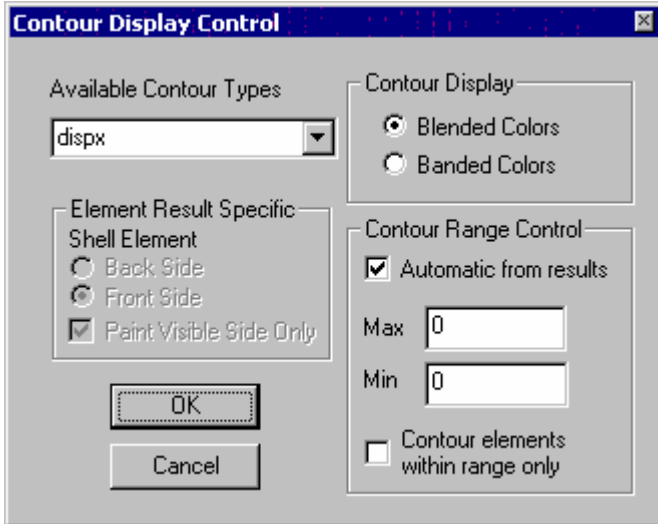 Contour Display Control
Available Contour Types
dispx
Element Result Specific
Shell Element
Back Side
Front Side
Paint Visible Side Only
OK
Cancel
Contour Display
Blended Colors
Banded Colors
Contour Range Control
Automatic from results
Max 0
Min 0
Contour elements
within range only